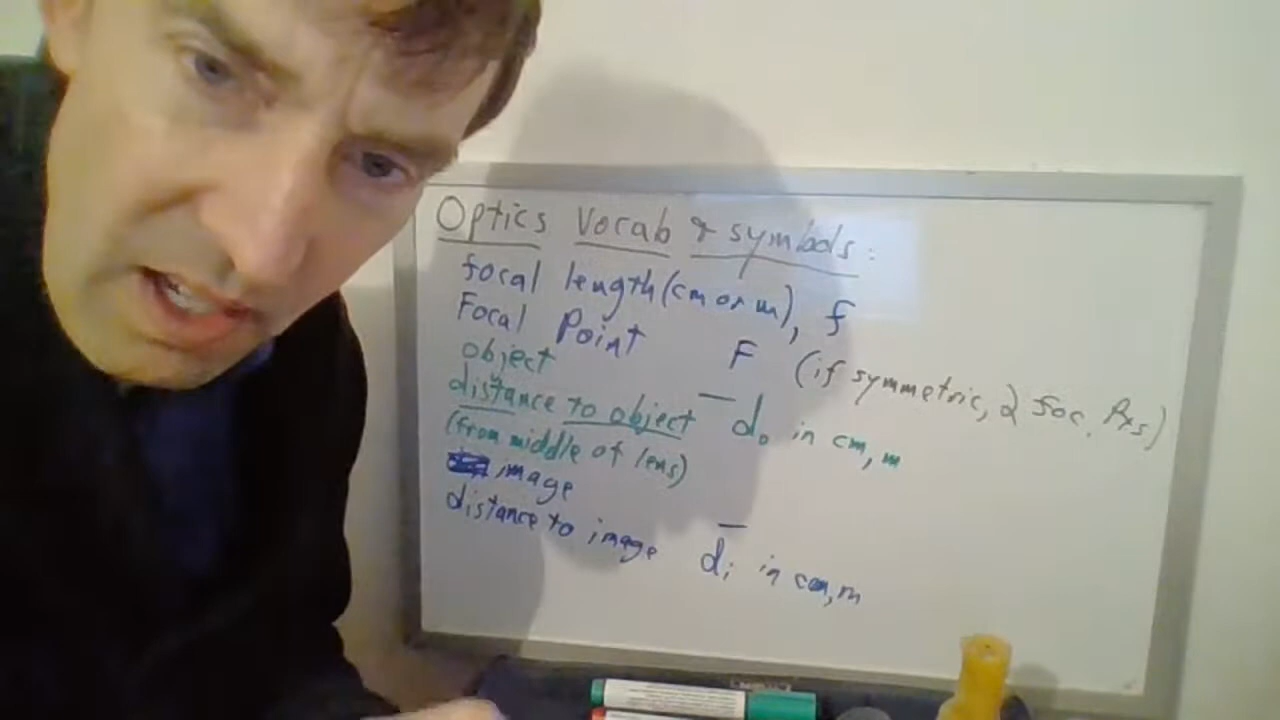 Optics Vocab & symbols:
focal length (cm or m), f
Focal Point F (if symmetric, 2 foc. Pts)
object —
distance to object do in cm, m
(from middle of lens)
image —
distance to image di in cm, m